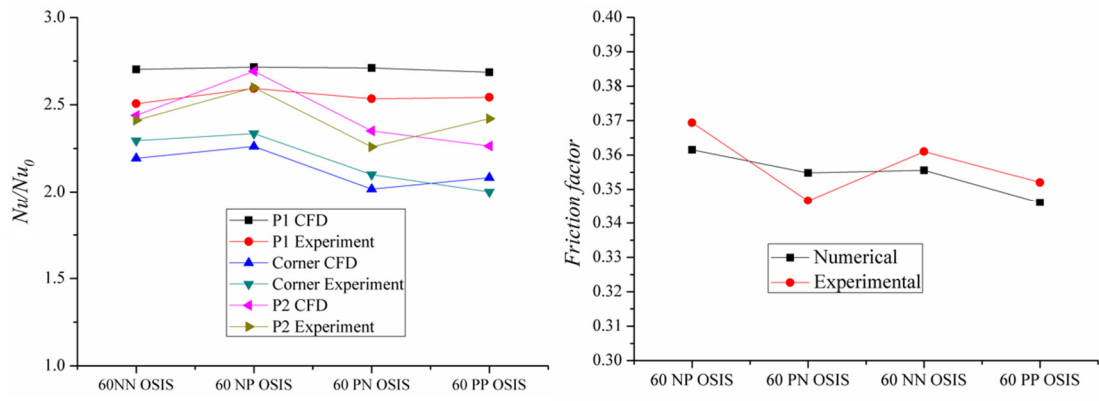 3.0
2.5
2.0
1.5
1.0
Nu/Nu0
P1 CFD
P1 Experiment
Corner CFD
Corner Experiment
P2 CFD
P2 Experiment
60NN OSIS 60 NP OSIS 60 PN OSIS 60 PP OSIS
0.40
0.40
0.38
0.37
0.36
0.35
0.34
0.33
0.32
0.31
0.30
Friction factor
Numerical
Experimental
60 NP OSIS 60 PN OSIS 60 NN OSIS 60 PP OSIS